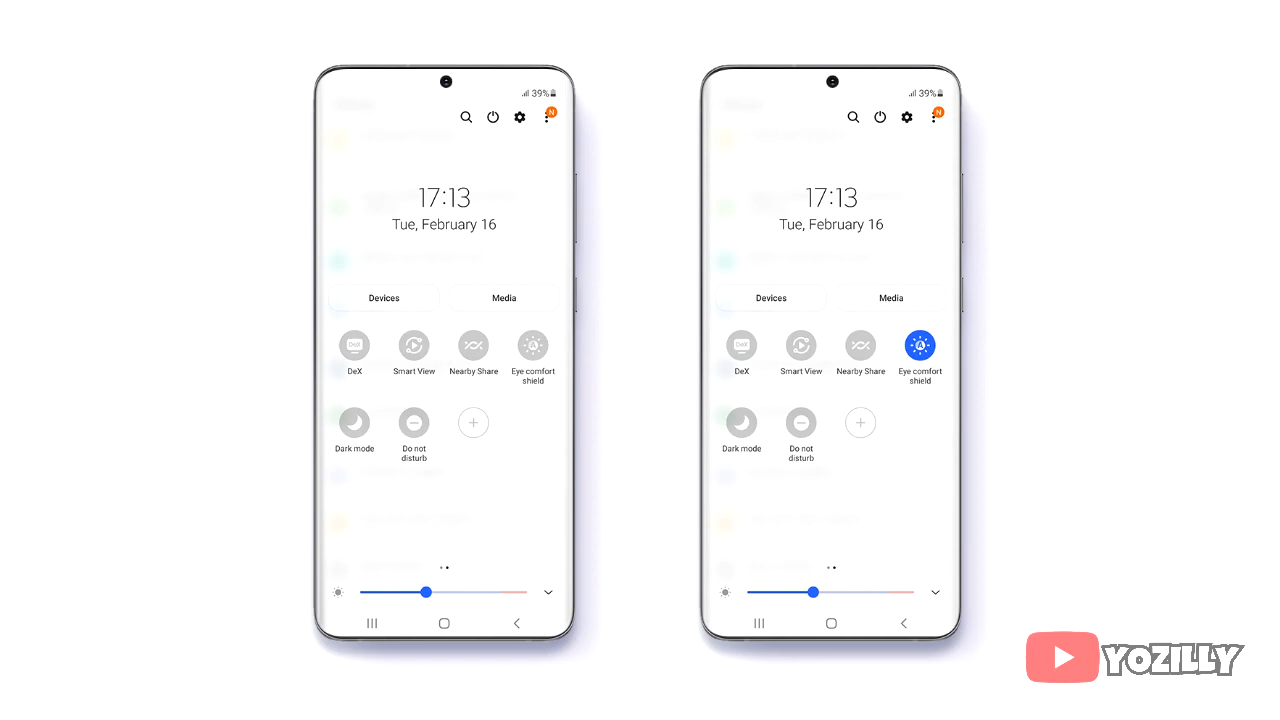 39%
N
17:13
Tue, February 16
Devices
Media
DeX
DeX
Smart View
Nearby Share
A
Eye comfort
shield
Dark mode
Do not
disturb
39%
N
17:13
Tue, February 16
Devices
Media
DeX
DeX
Smart View
Nearby Share
A
Eye comfort
shield
Dark mode
Do not
disturb
YOZILLY